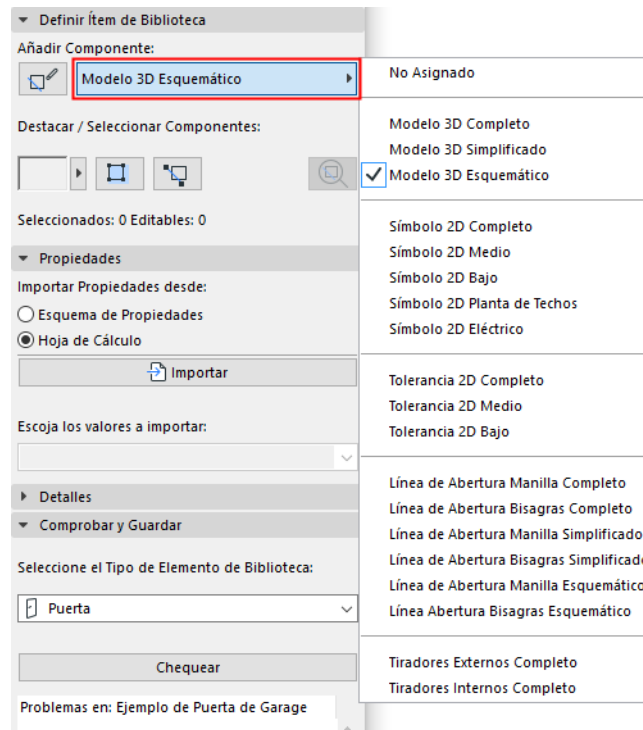 Definir Ítem de Biblioteca
Añadir Componente:
Modelo 3D Esquemático
Destacar / Seleccionar Componentes:
Seleccionados: 0 Editables: 0
Propiedades
Importar Propiedades desde:
Esquema de Propiedades
Hoja de Cálculo
Importar
Escoja los valores a importar:
Detalles
Comprobar y Guardar
Seleccione el Tipo de Elemento de Biblioteca:
Puerta
Chequear
Problemas en: Ejemplo de Puerta de Garage
No Asignado
Modelo 3D Completo
Modelo 3D Simplificado
Modelo 3D Esquemático
Símbolo 2D Completo
Símbolo 2D Medio
Símbolo 2D Bajo
Símbolo 2D Planta de Techos
Símbolo 2D Eléctrico
Tolerancia 2D Completo
Tolerancia 2D Medio
Tolerancia 2D Bajo
Línea de Abertura Manilla Completo
Línea de Abertura Bisagras Completo
Línea de Abertura Manilla Simplificado
Línea de Abertura Bisagras Simplificado
Línea de Abertura Manilla Esquemático
Línea Abertura Bisagras Esquemático
Tiradores Externos Completo
Tiradores Internos Completo